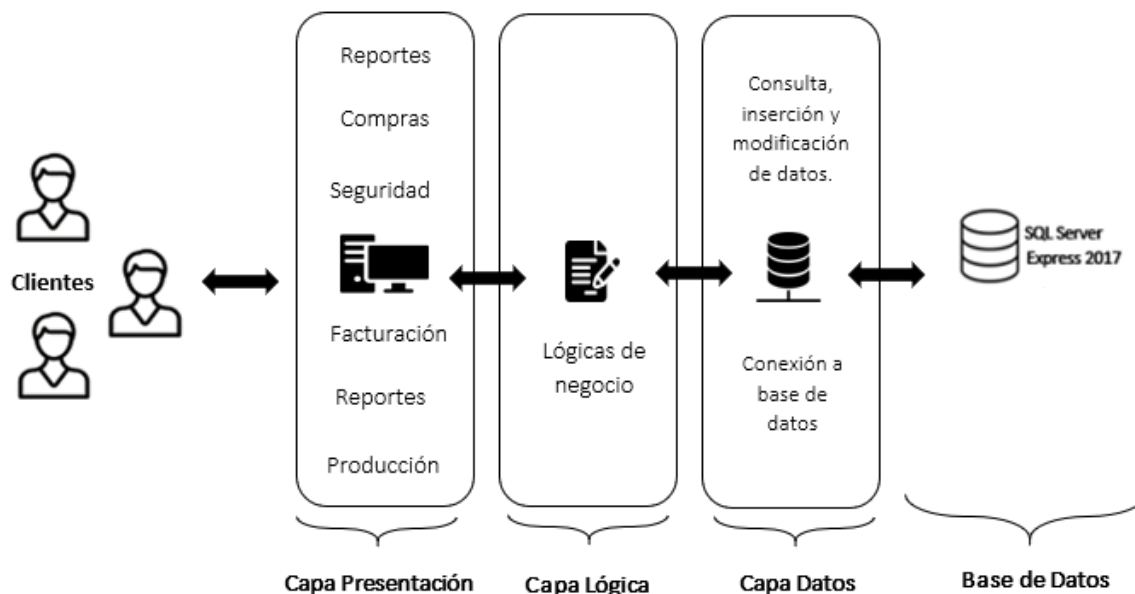 Clientes
Reportes
Compras
Seguridad
Facturación
Reportes
Producción
Capa Presentación
Lógicas de
negocio
Capa Lógica
Consulta,
inserción y
modificación
de datos.
Conexión a
base de
datos
Capa Datos
SQL Server
Express 2017
Base de Datos